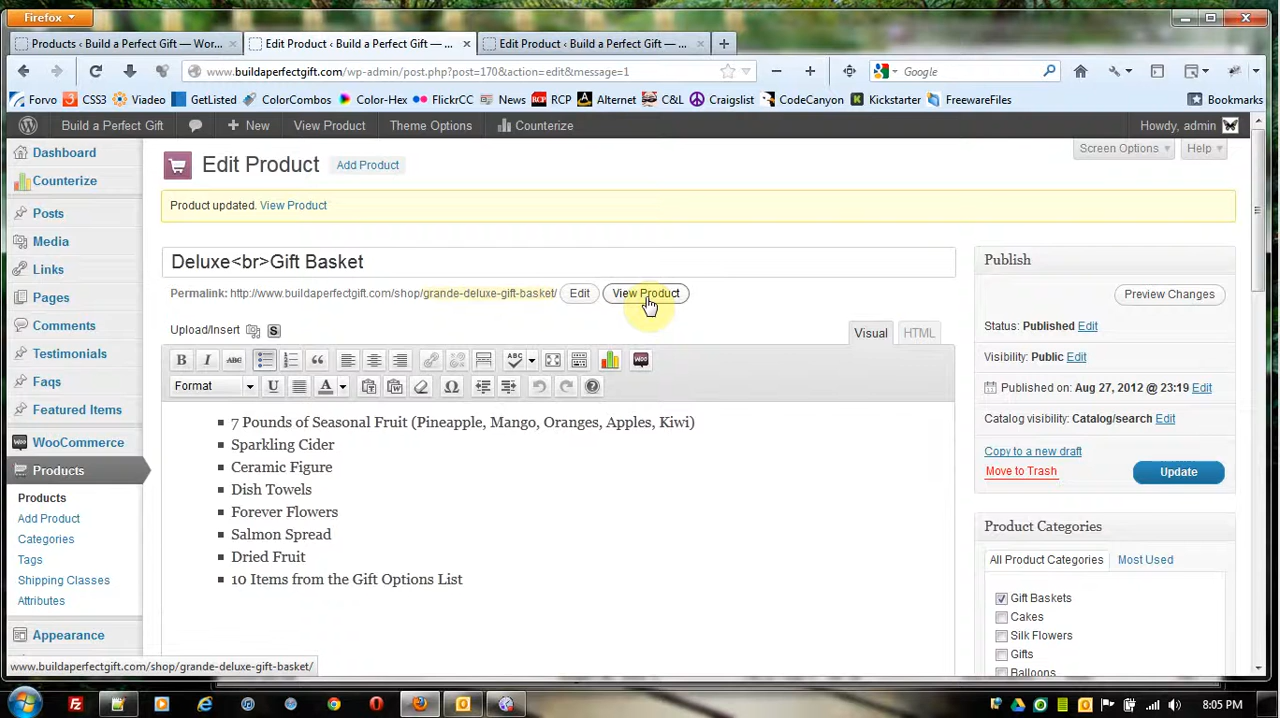 Firefox
Products ‹ Build a Perfect Gift — Wor...
Edit Product ‹ Build a Perfect Gift — ...
Edit Product ‹ Build a Perfect Gift — ...
www.buildaperfectgift.com/wp-admin/post.php?post=170&action=edit&message=1
Google
Forvo CSS3 Viadeo GetListed ColorCombos Color-Hex FlickrCC News RCP Alternet C&L Craigslist CodeCanyon Kickstarter FreewareFiles Bookmarks
Build a Perfect Gift New View Product Theme Options Counterize Howdy, admin
Screen Options Help
Dashboard
Counterize
Posts
Media
Links
Pages
Comments
Testimonials
Faqs
Featured Items
WooCommerce
Products
Products
Add Product
Categories
Tags
Shipping Classes
Attributes
Appearance
Edit Product Add Product
Product updated. View Product
Deluxe<br>Gift Basket
Permalink: http://www.buildaperfectgift.com/shop/grande-deluxe-gift-basket/ Edit View Product
Upload/Insert S Visual HTML
B I ABC ABC
Format U A
7 Pounds of Seasonal Fruit (Pineapple, Mango, Oranges, Apples, Kiwi)
Sparkling Cider
Ceramic Figure
Dish Towels
Forever Flowers
Salmon Spread
Dried Fruit
10 Items from the Gift Options List
Publish
Preview Changes
Status: Published Edit
Visibility: Public Edit
Published on: Aug 27, 2012 @ 23:19 Edit
Catalog visibility: Catalog/search Edit
Copy to a new draft
Move to Trash
Update
Product Categories
All Product Categories Most Used
Gift Baskets
Cakes
Silk Flowers
Gifts
Balloons
www.buildaperfectgift.com/shop/grande-deluxe-gift-basket/
8:05 PM